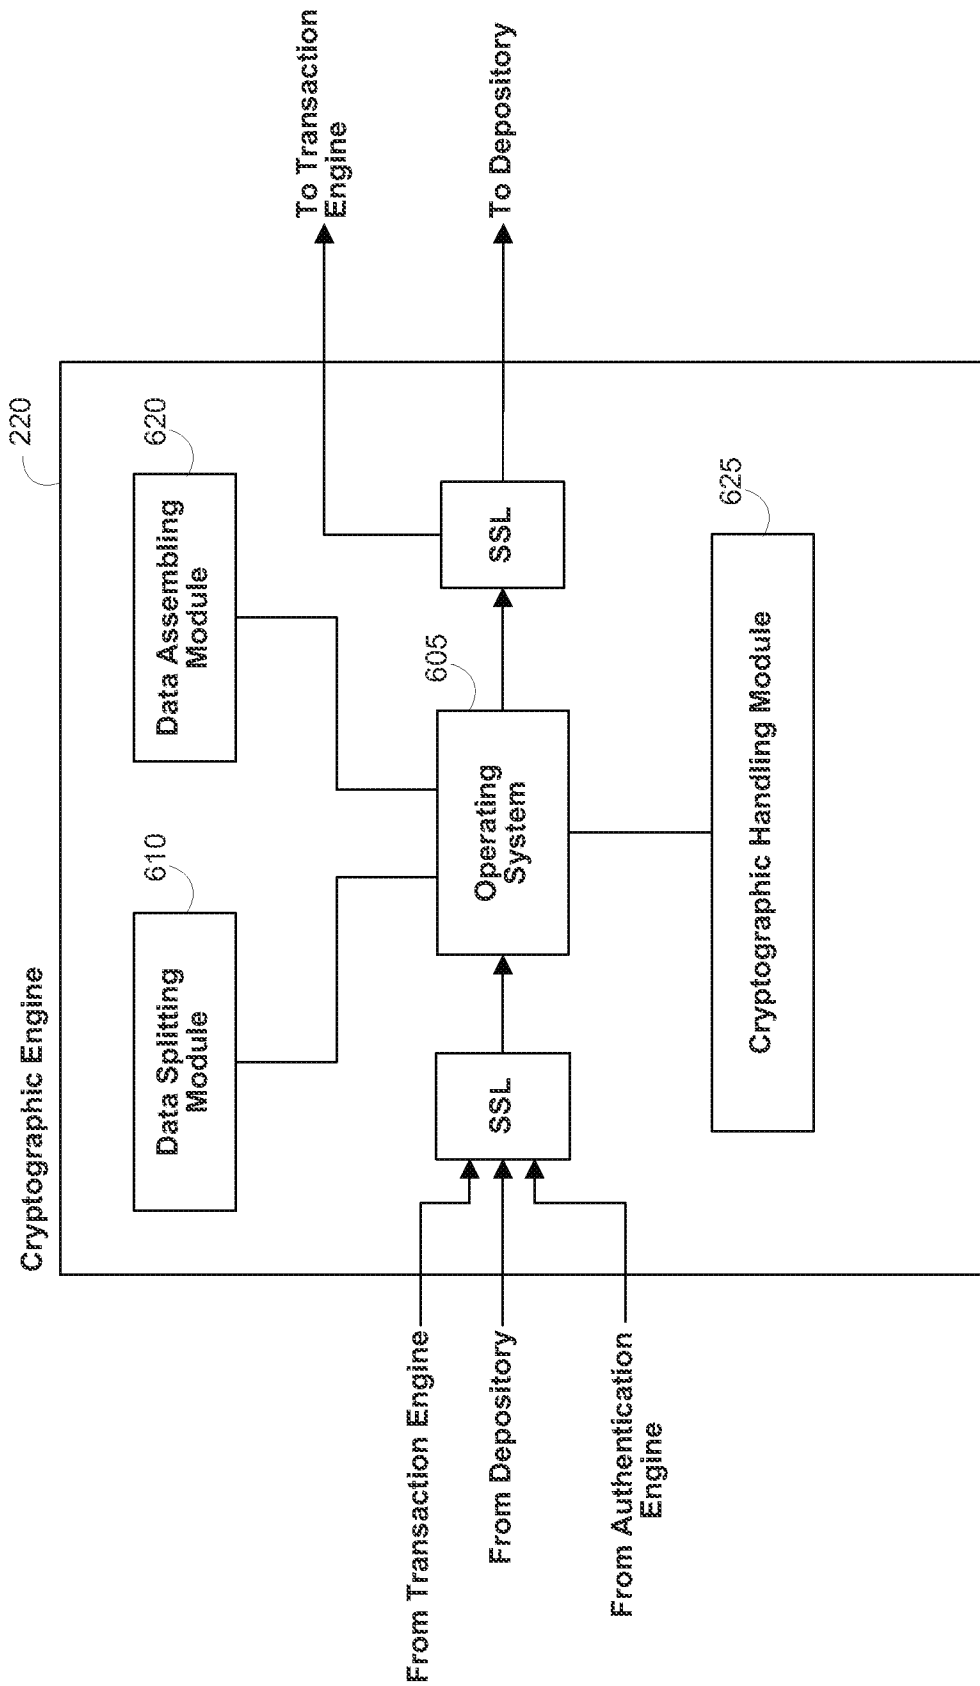 Cryptographic Engine
220
Data Splitting
Module
610
Data Assembling
Module
620
From Transaction Engine
From Depository
From Authentication
Engine
SSL
Operating
System
605
SSL
To Transaction
Engine
To Depository
Cryptographic Handling Module
625